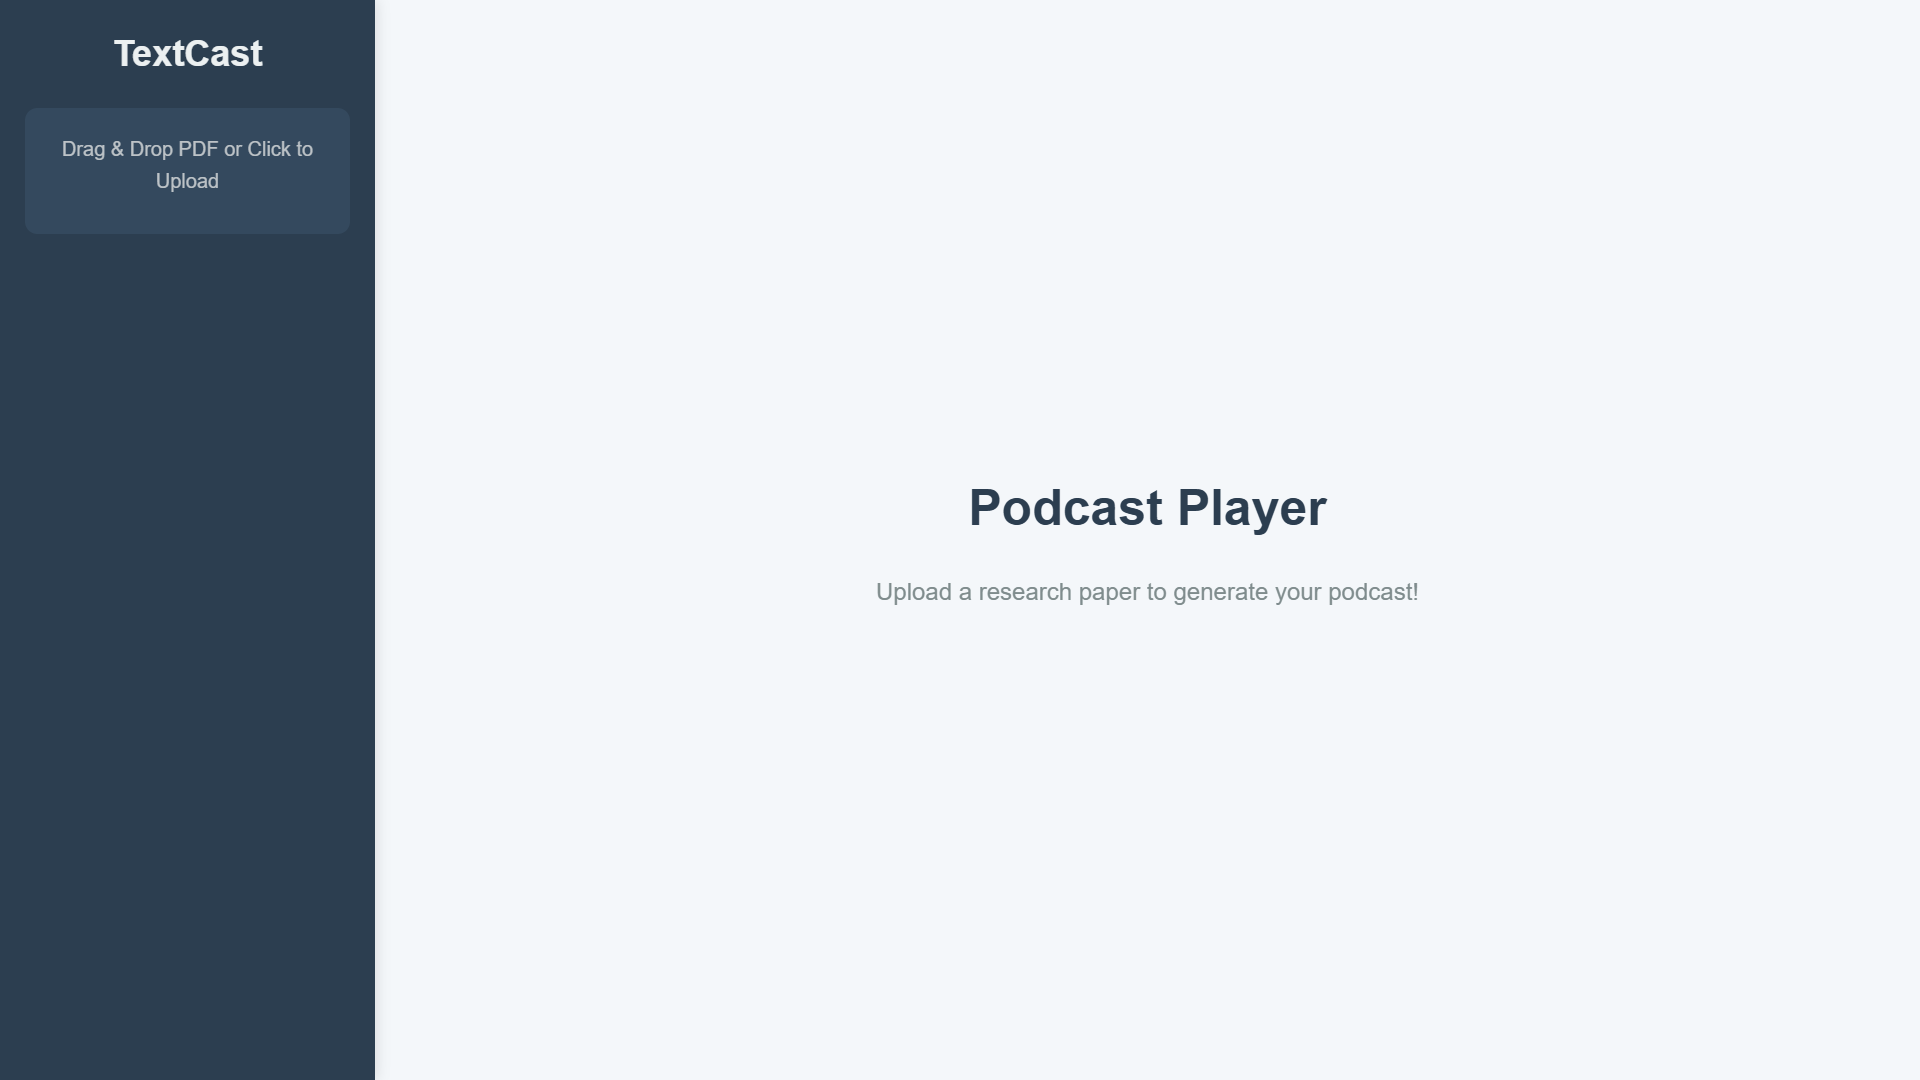 TextCast
Drag & Drop PDF or Click to
Upload
Podcast Player
Upload a research paper to generate your podcast!